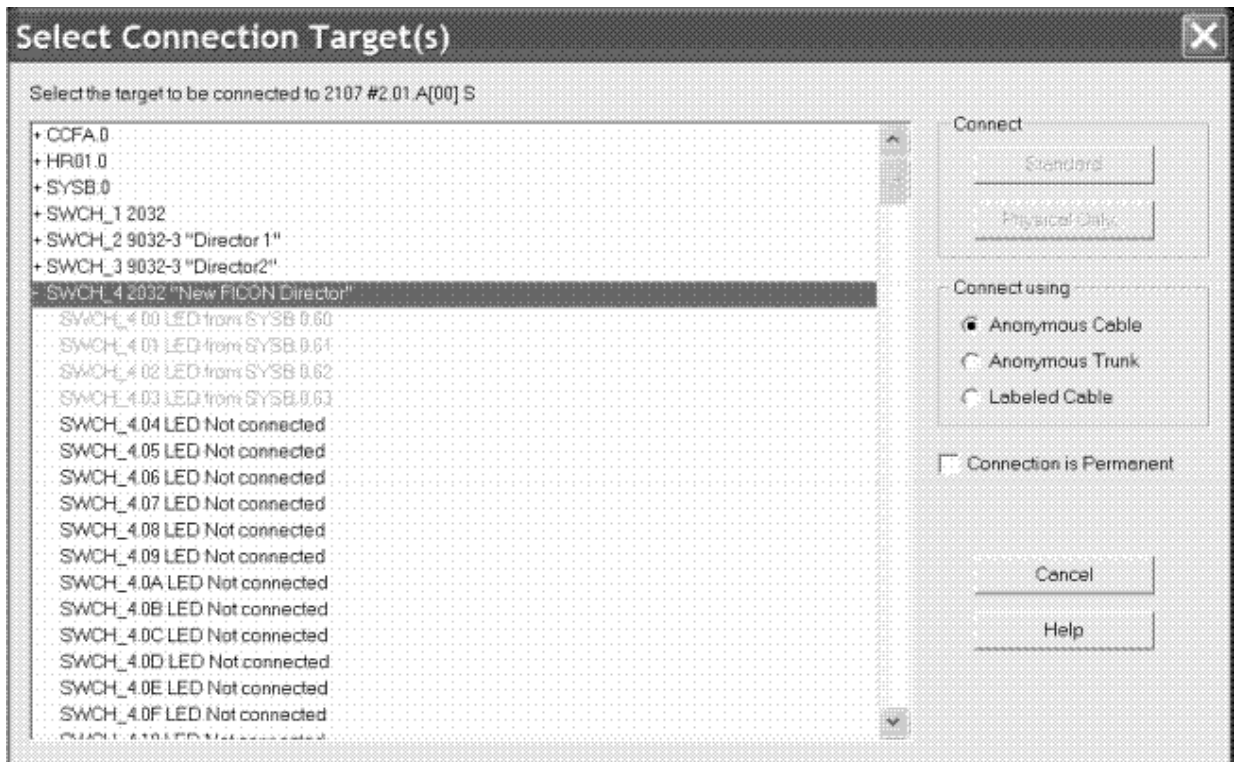 Select Connection Target(s)
Select the target to be connected to 2107 #2.01.A[00] S
+ CCFA.0
+ HR01.0
+ SYSB.0
+ SWCH_1 2032
+ SWCH_2 9032-3 "Director 1"
+ SWCH_3 9032-3 "Director2"
- SWCH_4 2032 "New FICON Director"
SWCH_4.00 LED from SYSB.0.60
SWCH_4.01 LED from SYSB.0.61
SWCH_4.02 LED from SYSB.0.62
SWCH_4.03 LED from SYSB.0.63
SWCH_4.04 LED Not connected
SWCH_4.05 LED Not connected
SWCH_4.06 LED Not connected
SWCH_4.07 LED Not connected
SWCH_4.08 LED Not connected
SWCH_4.09 LED Not connected
SWCH_4.0A LED Not connected
SWCH_4.0B LED Not connected
SWCH_4.0C LED Not connected
SWCH_4.0D LED Not connected
SWCH_4.0E LED Not connected
SWCH_4.0F LED Not connected
Connect
Standard
Physical Only
Connect using
Anonymous Cable
Anonymous Trunk
Labeled Cable
Connection is Permanent
Cancel
Help